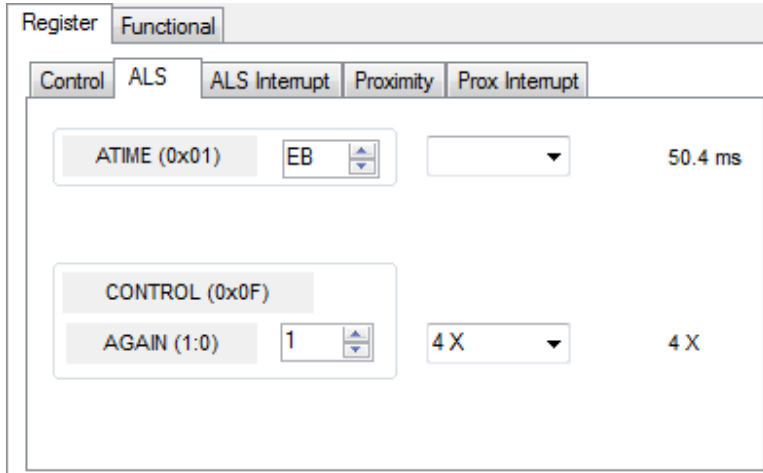 Register Functional
Control ALS ALS Interrupt Proximity Prox Interrupt
ATIME (0x01) EB 50.4 ms
CONTROL (0x0F)
AGAIN (1:0) 1 4 X 4 X